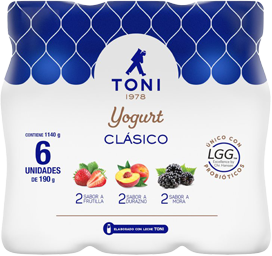 TONI
1978
Yogurt
CLÁSICO
CONTIENE 1140 g
6
UNIDADES
DE 190 g
ÚNICO CON
LGG
PROBIÓTICOS
2 SABOR A FRUTILLA
2 SABOR A DURAZNO
2 SABOR A MORA
ELABORADO CON LECHE TONI